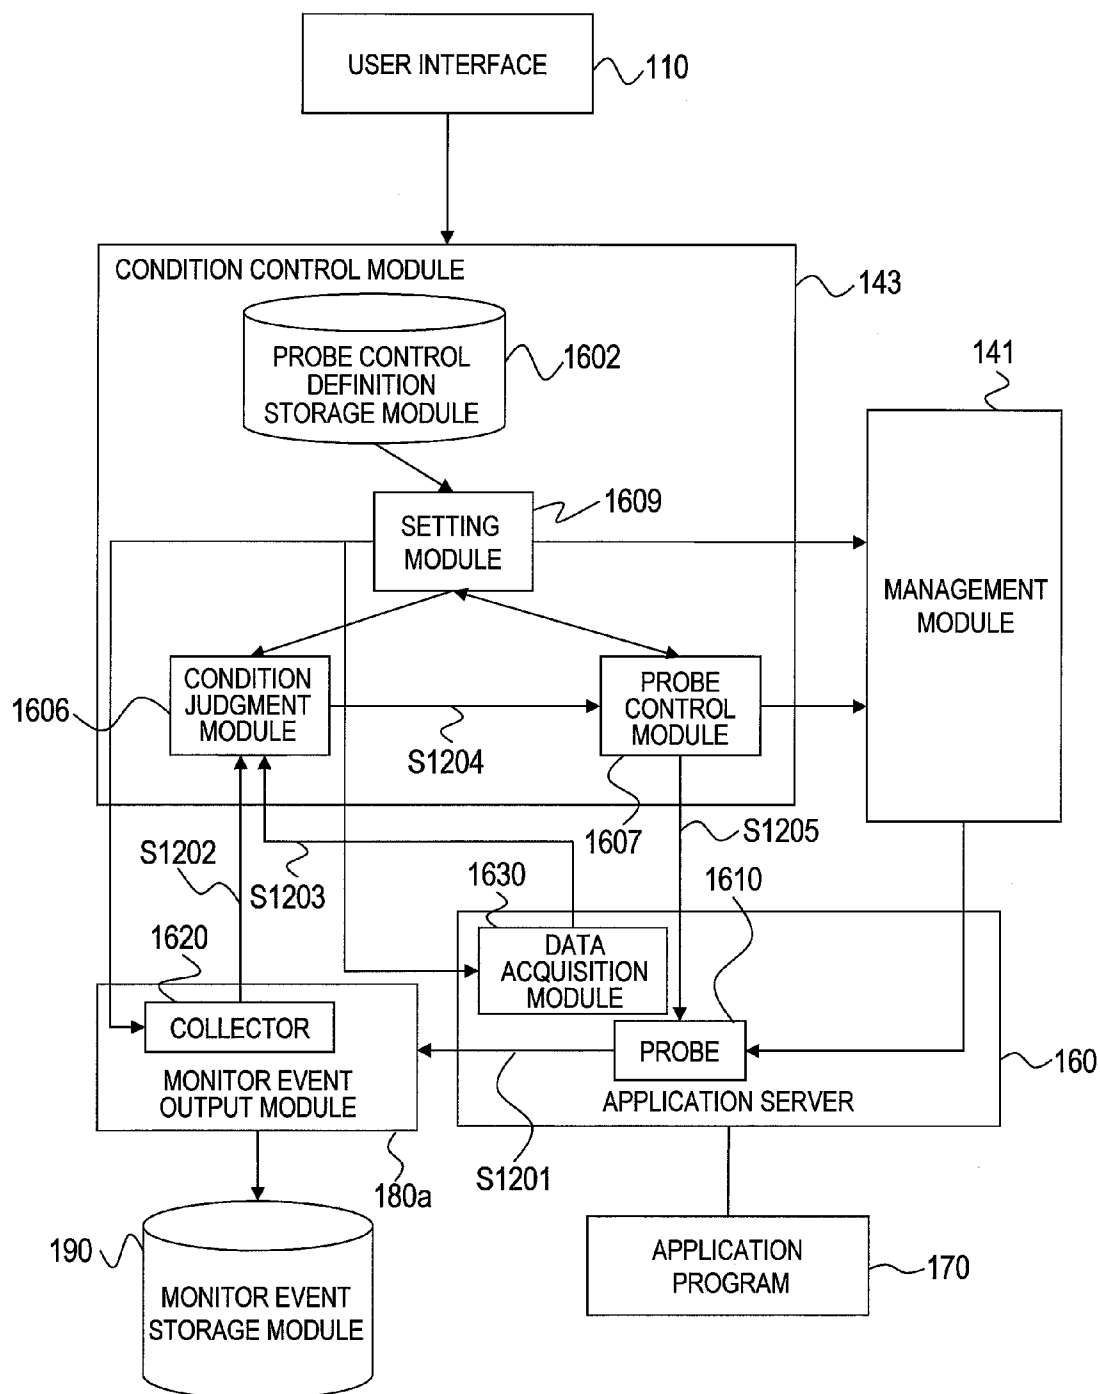 USER INTERFACE
110
CONDITION CONTROL MODULE
143
PROBE CONTROL
DEFINITION
STORAGE MODULE
1602
141
SETTING
MODULE
1609
MANAGEMENT
MODULE
CONDITION
JUDGMENT
MODULE
1606
PROBE
CONTROL
MODULE
S1204
1607
S1205
S1202
S1203
1630
1610
1620
DATA
ACQUISITION
MODULE
COLLECTOR
PROBE
160
MONITOR EVENT
OUTPUT MODULE
APPLICATION SERVER
S1201
180a
190
MONITOR EVENT
STORAGE MODULE
APPLICATION
PROGRAM
170